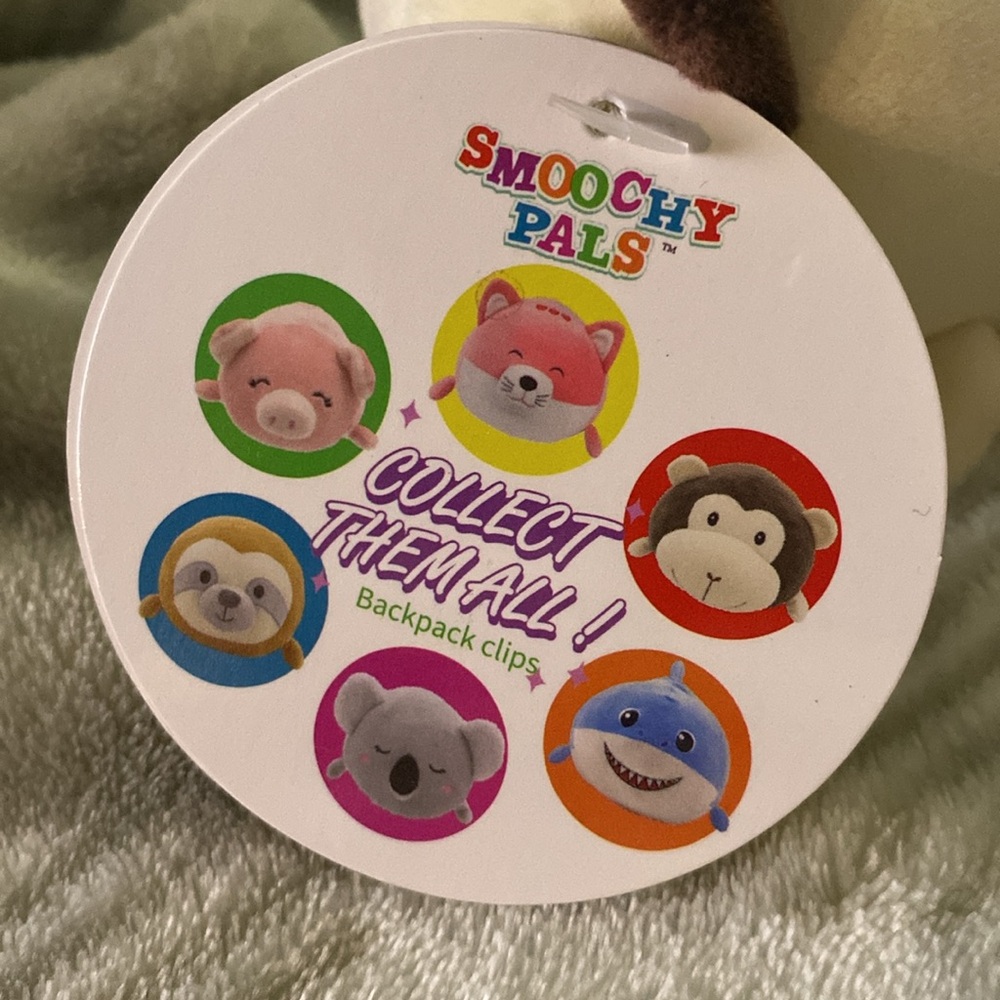 SMOOCHY
PALS™
COLLECT
THEM ALL !
Backpack clips